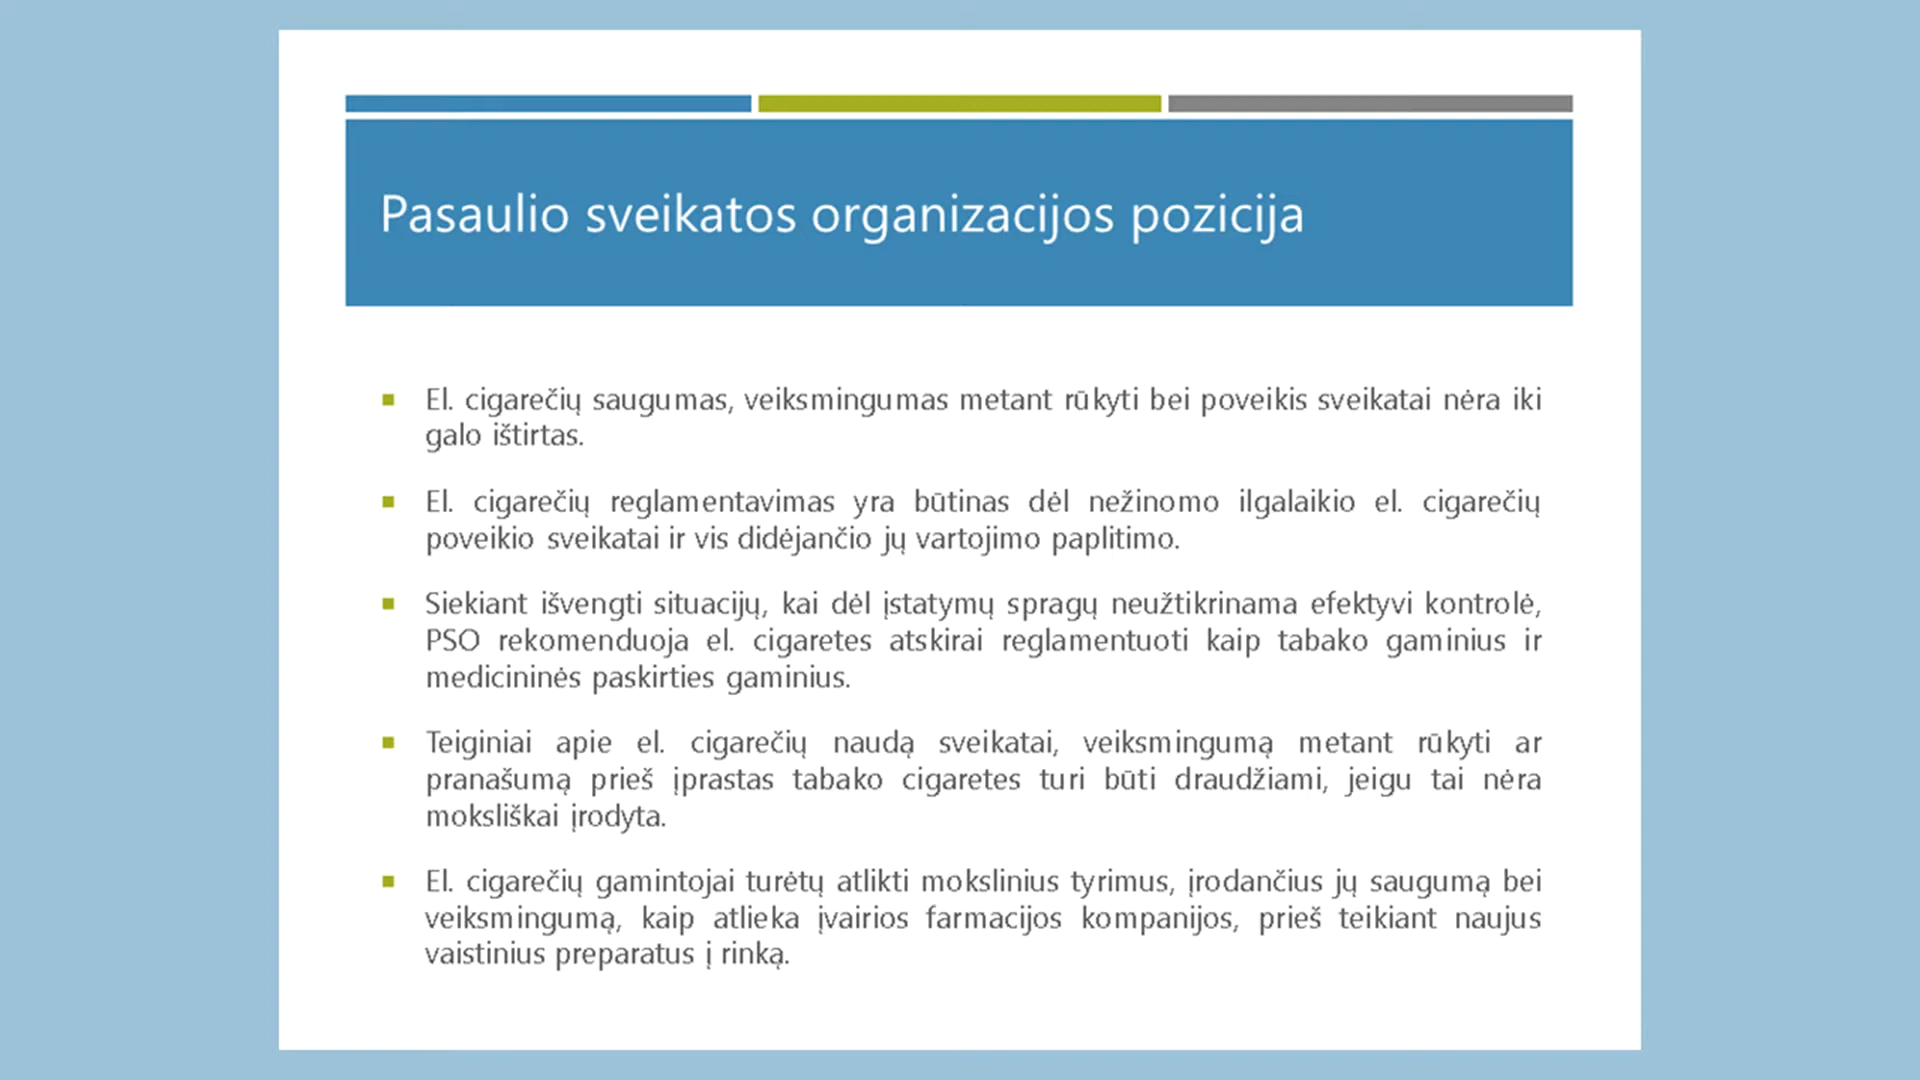 Pasaulio sveikatos organizacijos pozicija
El. cigarečių saugumas, veiksmingumas metant rūkyti bei poveikis sveikatai nėra iki
galo ištirtas.
El. cigarečių reglamentavimas yra būtinas dėl nežinomo ilgalaikio el. cigarečių
poveikio sveikatai ir vis didėjančio jų vartojimo paplitimo.
Siekiant išvengti situacijų, kai dėl įstatymų spragų neužtikrinama efektyvi kontrolė,
PSO rekomenduoja el. cigaretes atskirai reglamentuoti kaip tabako gaminius ir
medicininės paskirties gaminius.
Teiginiai apie el. cigarečių naudą sveikatai, veiksmingumą metant rūkyti ar
pranašumą prieš įprastas tabako cigaretes turi būti draudžiami, jeigu tai nėra
moksliškai įrodyta.
El. cigarečių gamintojai turėtų atlikti mokslinius tyrimus, įrodančius jų saugumą bei
veiksmingumą, kaip atlieka įvairios farmacijos kompanijos, prieš teikiant naujus
vaistinius preparatus į rinką.